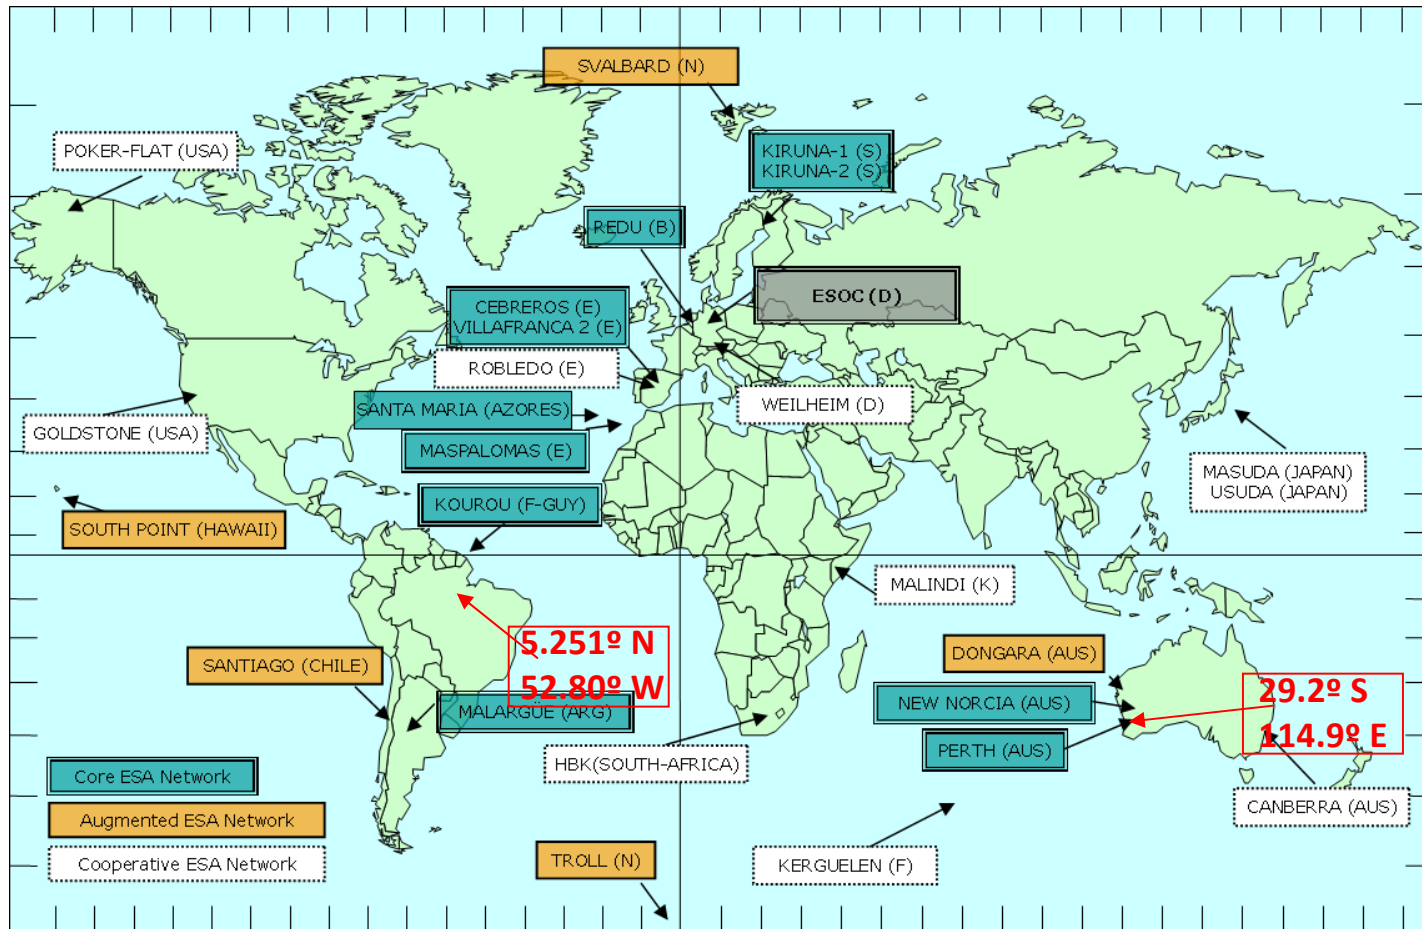 SVALBARD (N)
POKER-FLAT (USA)
KIRUNA-1 (S)
KIRUNA-2 (S)
REDU (B)
ESOC (D)
CEBREROS (E)
VILLAFRANCA 2 (E)
ROBLEDO (E)
WEILHEIM (D)
SANTA MARIA (AZORES)
GOLDSTONE (USA)
MASPALOMAS (E)
MASUDA (JAPAN)
USUDA (JAPAN)
KOUROU (F-GUY)
SOUTH POINT (HAWAII)
MALINDI (K)
5.251º N
52.80º W
SANTIAGO (CHILE)
DONGARA (AUS)
29.2º S
114.9º E
NEW NORCIA (AUS)
MALARGÜE (ARG)
PERTH (AUS)
HBK(SOUTH-AFRICA)
CANBERRA (AUS)
Core ESA Network
Augmented ESA Network
Cooperative ESA Network
TROLL (N)
KERGUELEN (F)